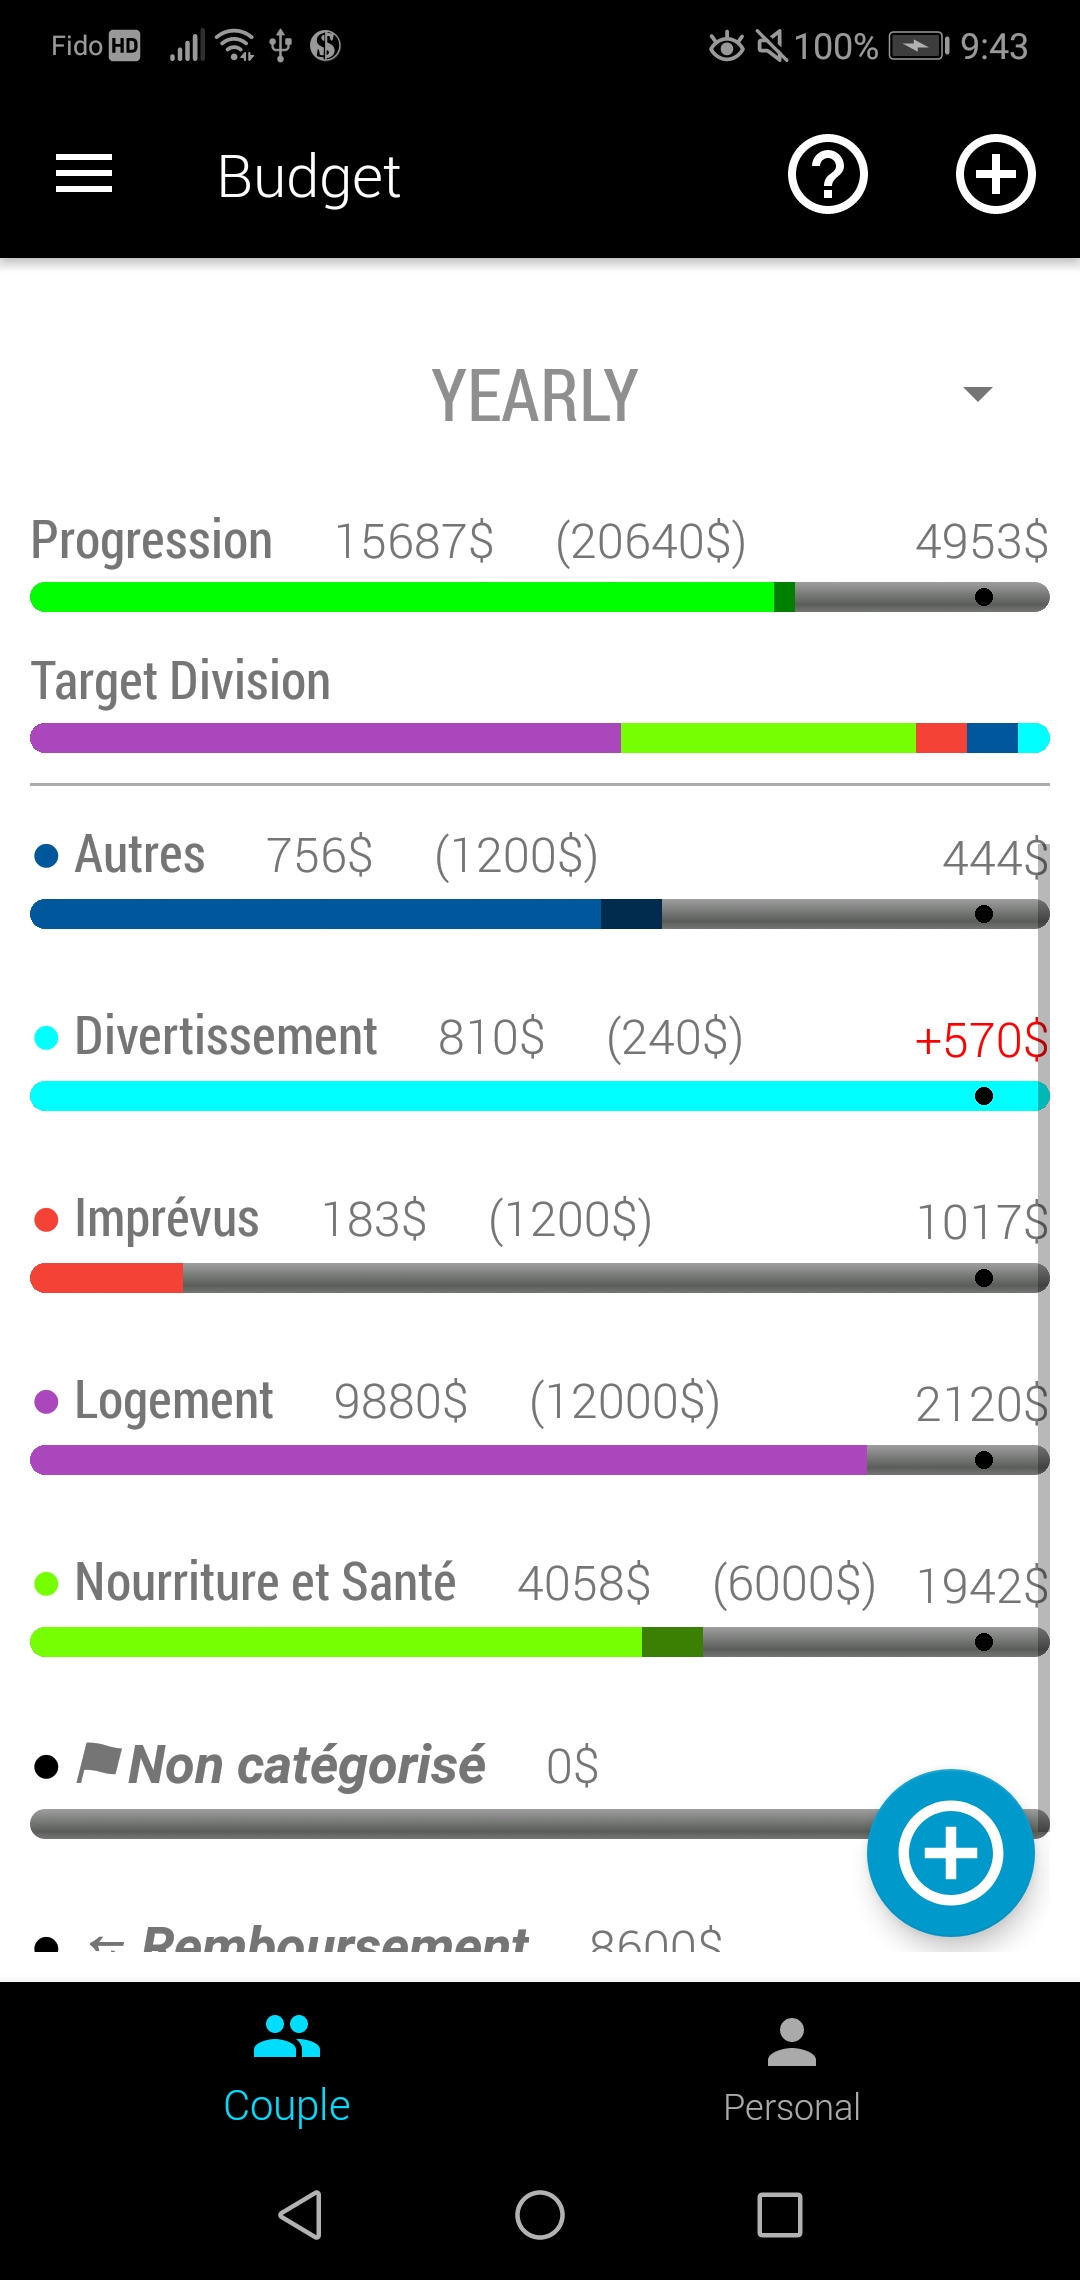 Fido HD 100% 9:43
Budget
YEARLY
Progression 15687$ (20640$) 4953$
Target Division
Autres 756$ (1200$) 444$
Divertissement 810$ (240$) +570$
Imprévus 183$ (1200$) 1017$
Logement 9880$ (12000$) 2120$
Nourriture et Santé 4058$ (6000$) 1942$
Non catégorisé 0$
Remboursement 8600$
Couple Personal